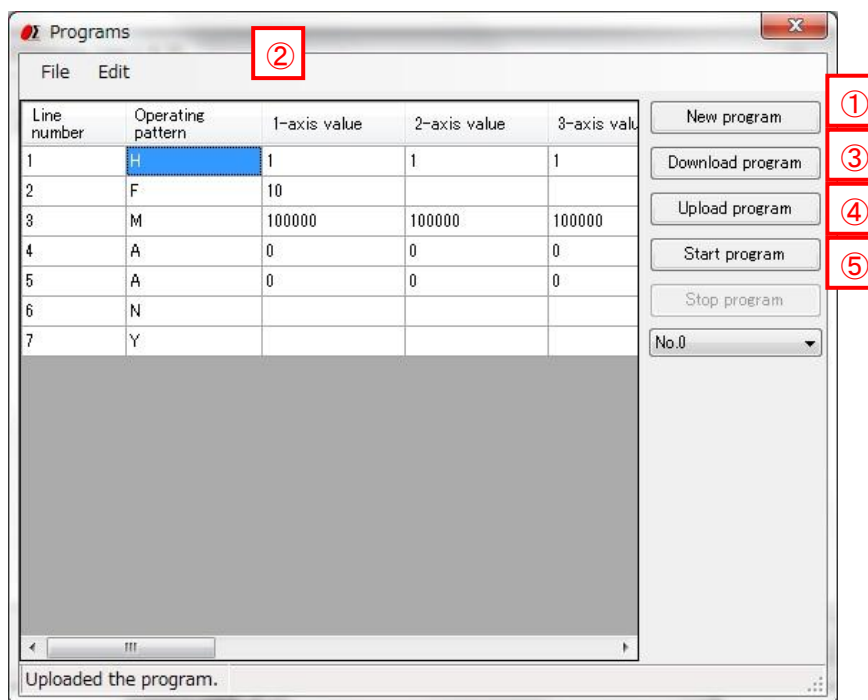 Programs
②
File Edit
Line number Operating pattern 1-axis value 2-axis value 3-axis valu
1 H 1 1 1
2 F 10
3 M 100000 100000 100000
4 A 0 0 0
5 A 0 0 0
6 N
7 Y
New program ①
Download program ③
Upload program ④
Start program ⑤
Stop program
No.0
Uploaded the program.